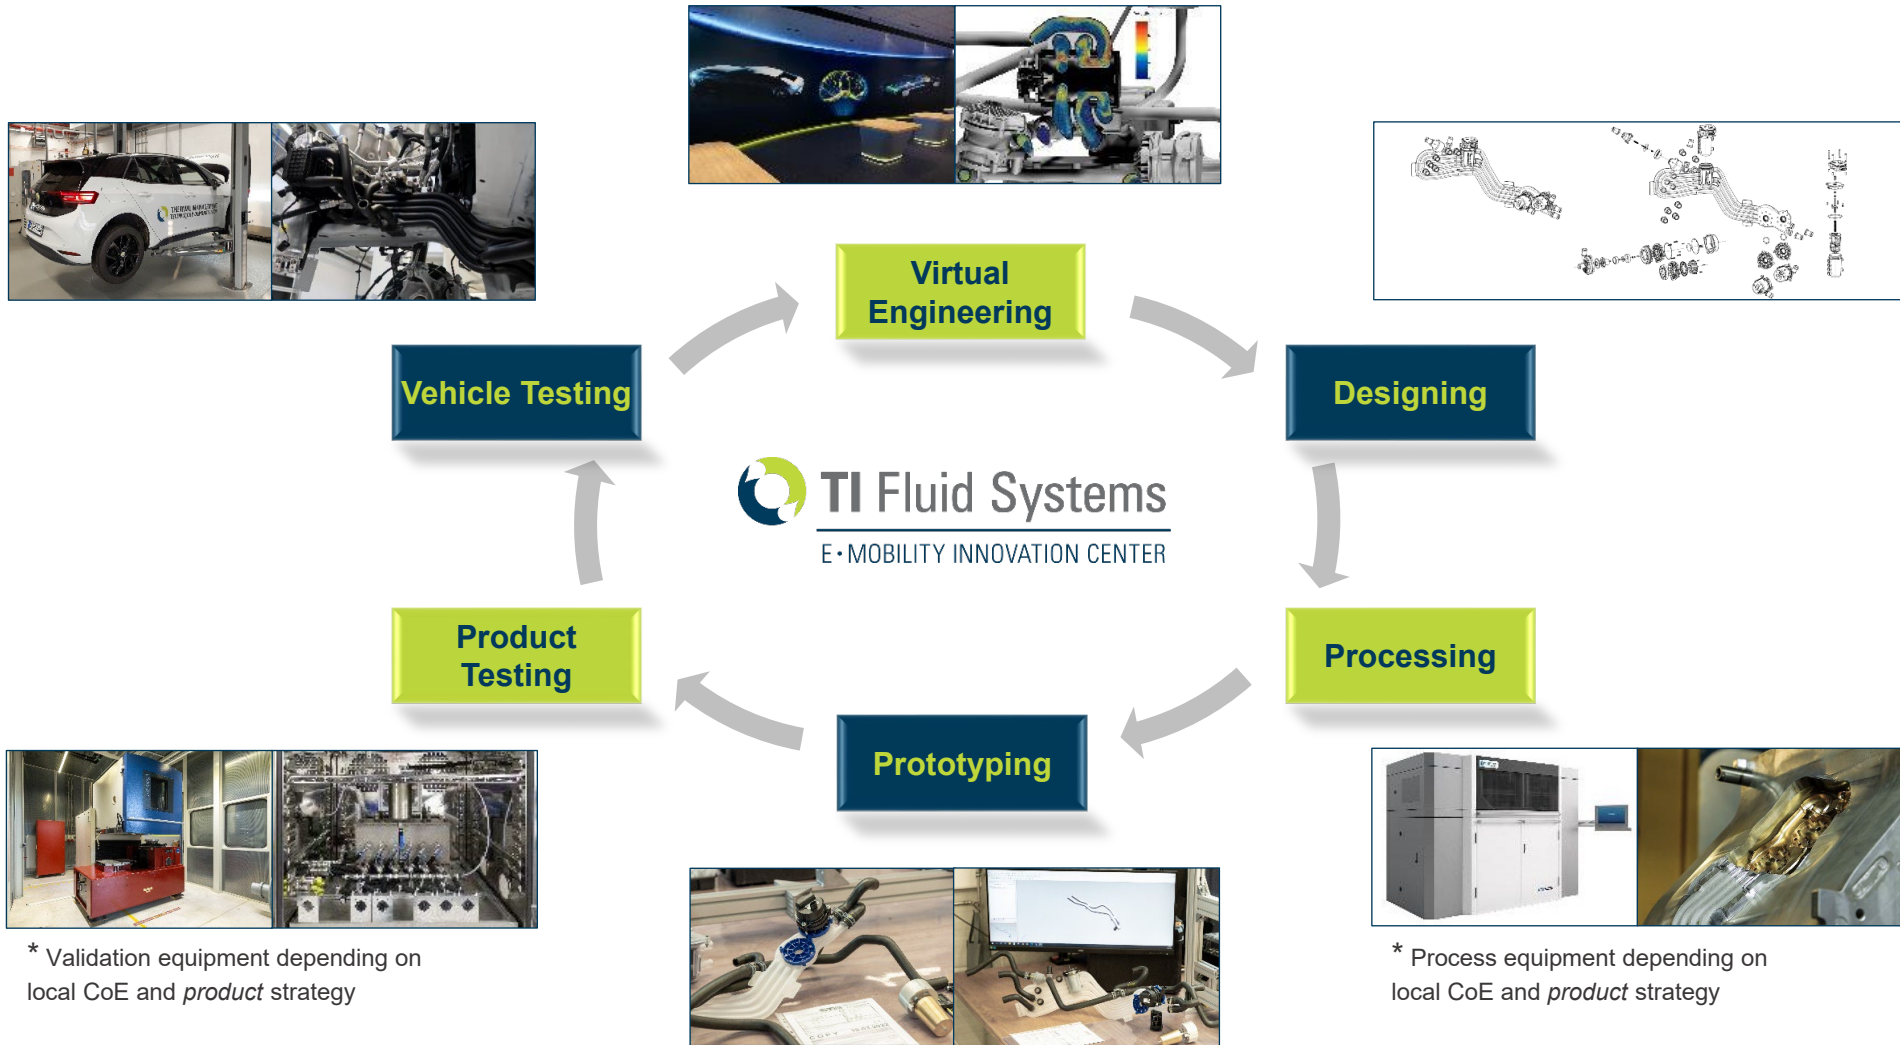 Virtual
Engineering
Vehicle Testing
Designing
TI Fluid Systems
E•MOBILITY INNOVATION CENTER
Product
Testing
Processing
Prototyping
* Validation equipment depending on
local CoE and product strategy
* Process equipment depending on
local CoE and product strategy